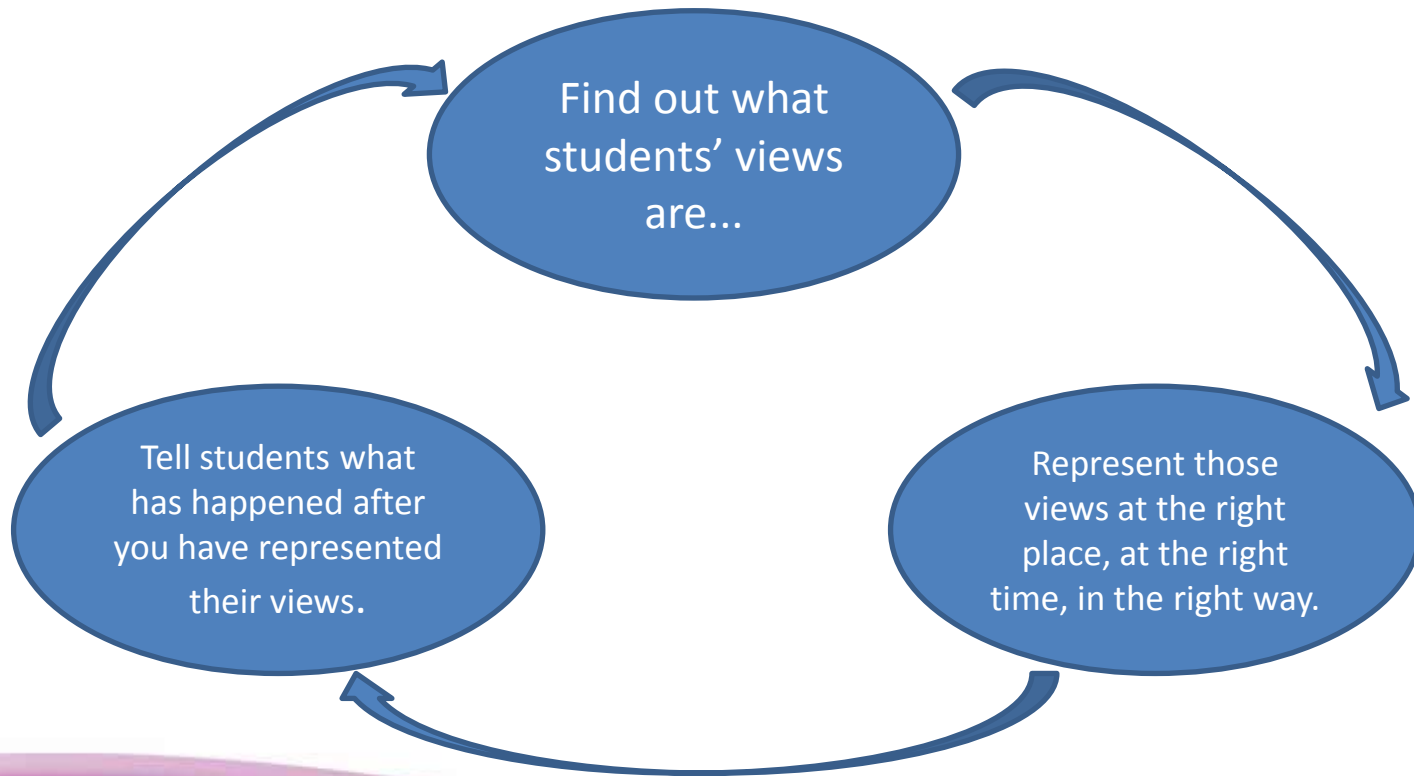 Find out what
students’ views
are...
Represent those
views at the right
place, at the right
time, in the right way.
Tell students what
has happened after
you have represented
their views.